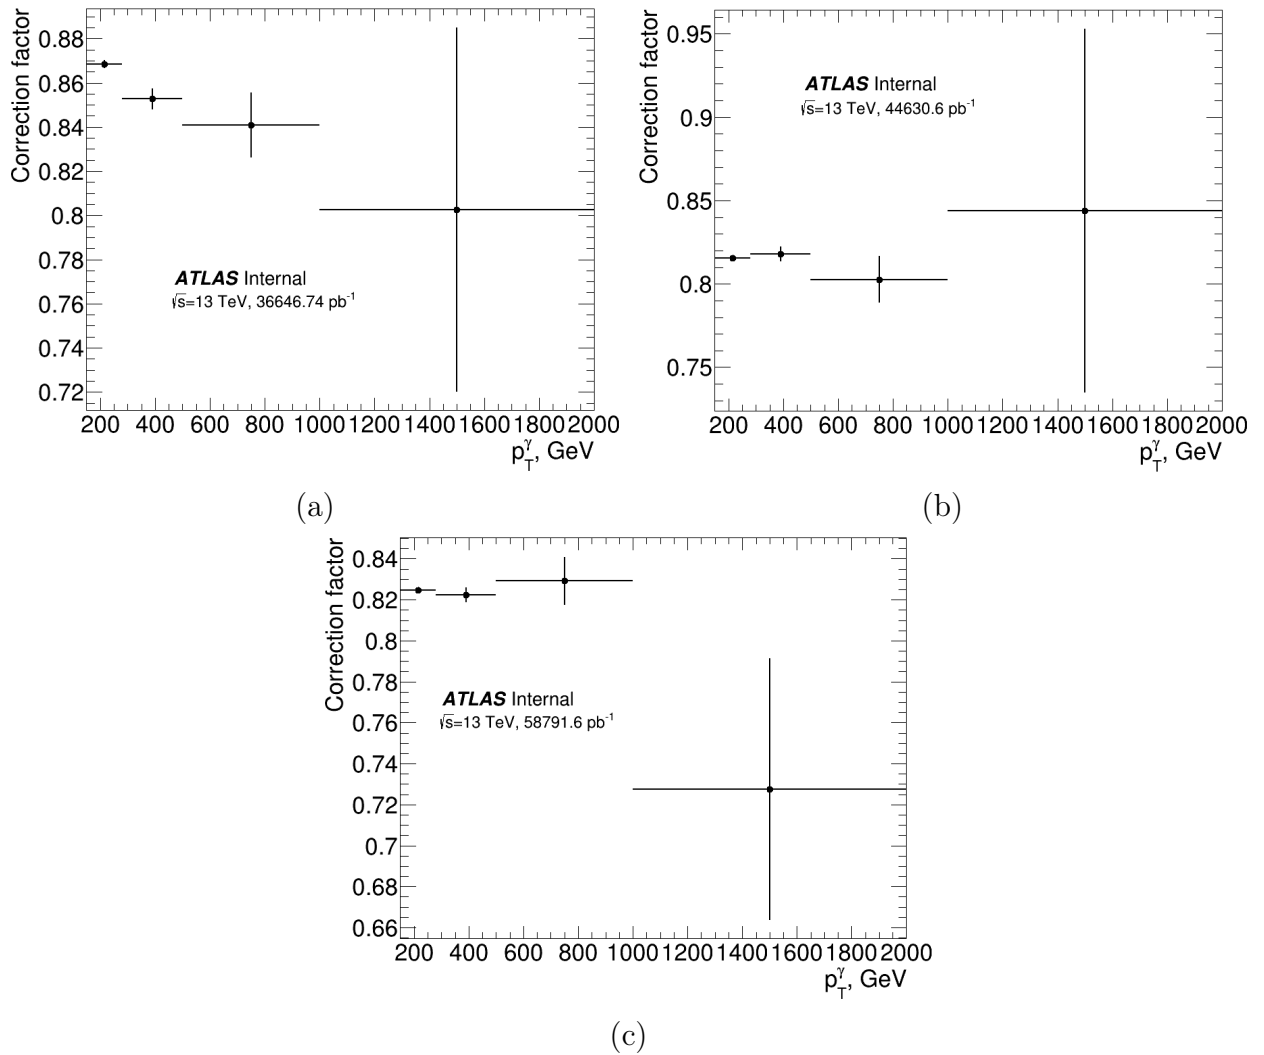 Correction factor
0.88
0.86
0.84
0.82
0.8
0.78
0.76
0.74
0.72
ATLAS Internal
√s=13 TeV, 36646.74 pb⁻¹
200 400 600 800 1000 1200 1400 1600 1800 2000
p_T^γ, GeV
(a)
Correction factor
0.95
0.9
0.85
0.8
0.75
ATLAS Internal
√s=13 TeV, 44630.6 pb⁻¹
200 400 600 800 1000 1200 1400 1600 1800 2000
p_T^γ, GeV
(b)
Correction factor
0.84
0.82
0.8
0.78
0.76
0.74
0.72
0.7
0.68
0.66
ATLAS Internal
√s=13 TeV, 58791.6 pb⁻¹
200 400 600 800 1000 1200 1400 1600 1800 2000
p_T^γ, GeV
(c)